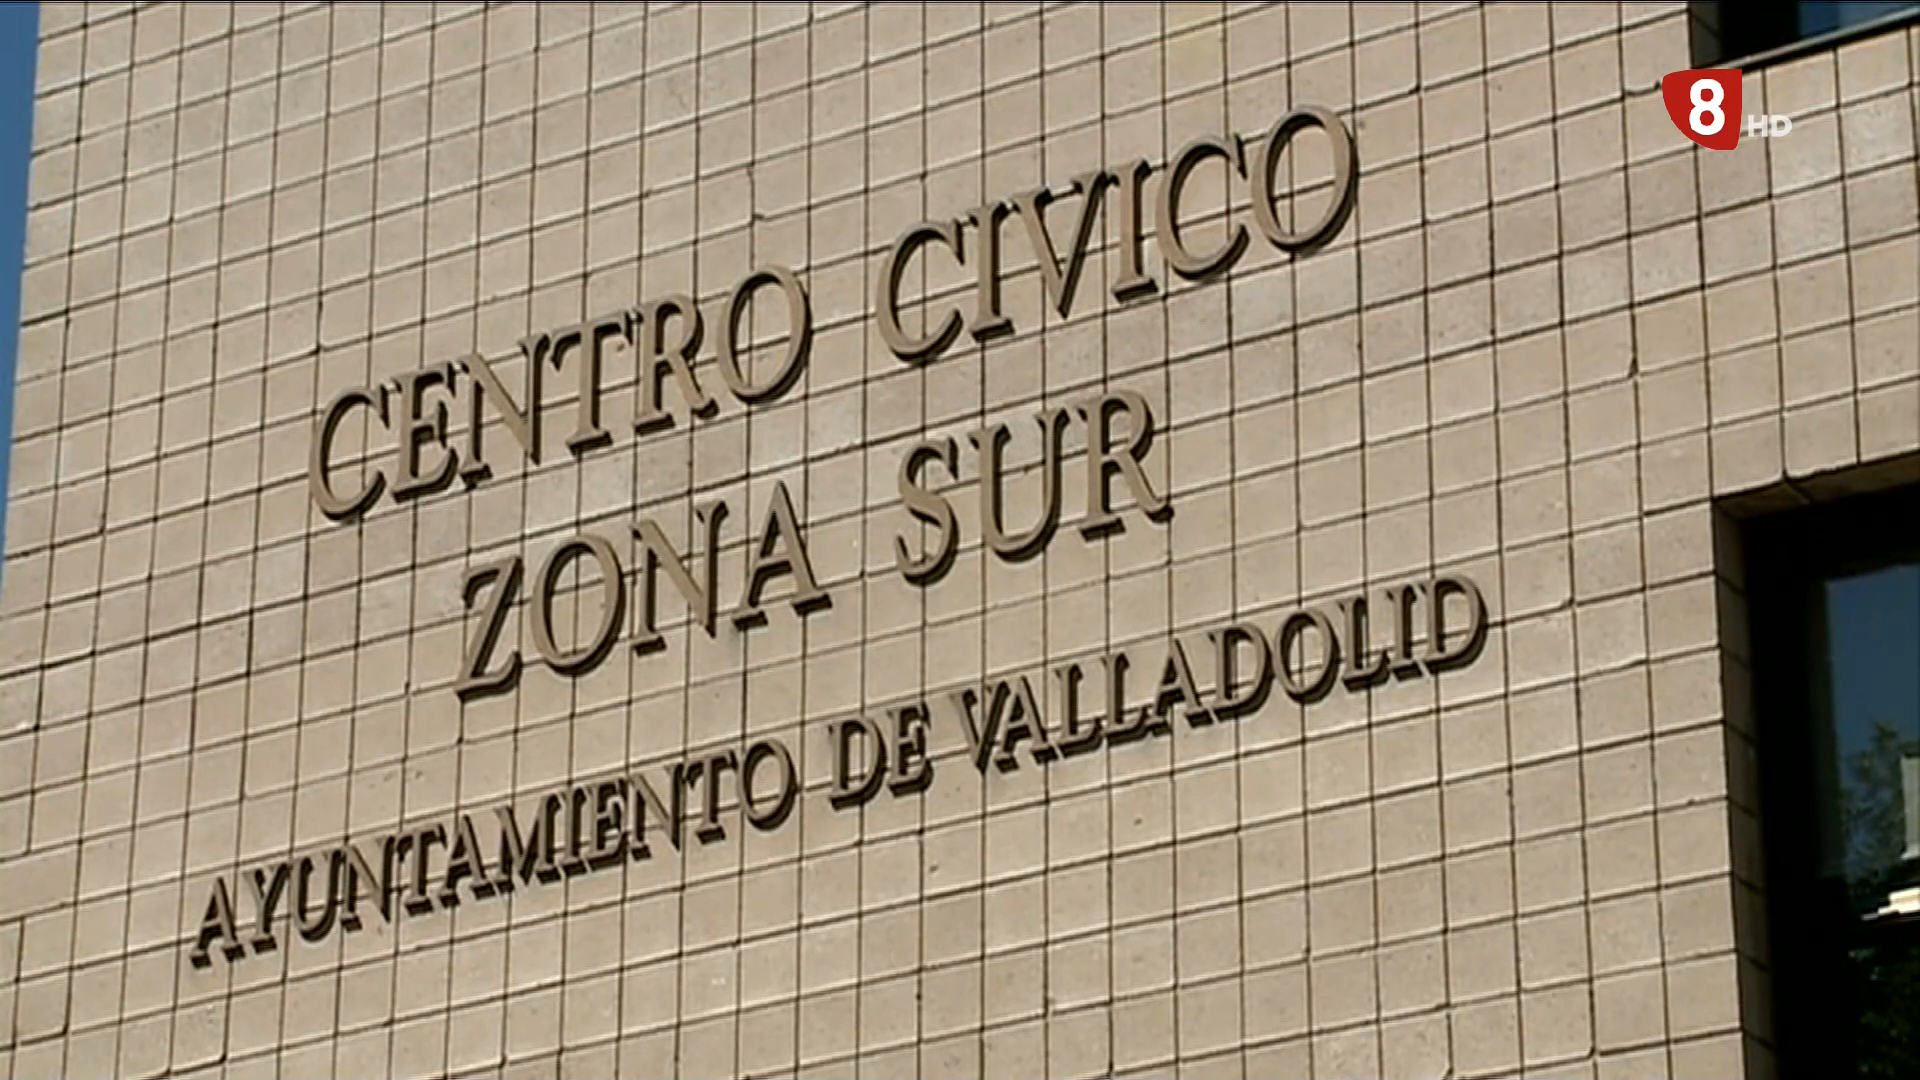 8 HD
CENTRO CIVICO
ZONA SUR
AYUNTAMIENTO DE VALLADOLID